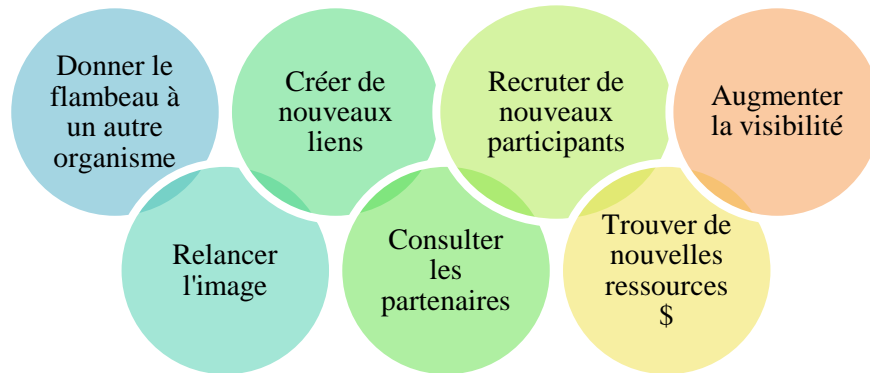 Donner le
flambeau à
un autre
organisme
Relancer
l'image
Créer de
nouveaux
liens
Consulter
les
partenaires
Recruter de
nouveaux
participants
Trouver de
nouvelles
ressources
$
Augmenter
la visibilité